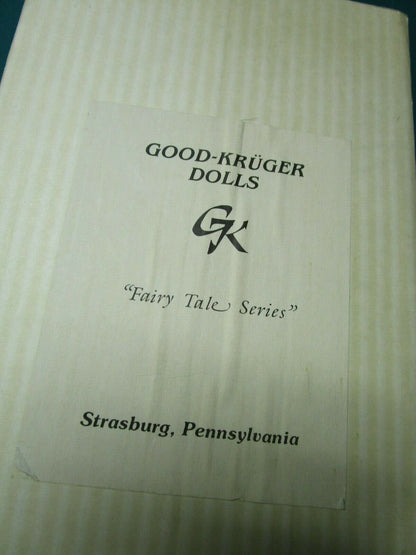 GOOD-KRÜGER
DOLLS
GK
"Fairy Tale Series"
Strasburg, Pennsylvania